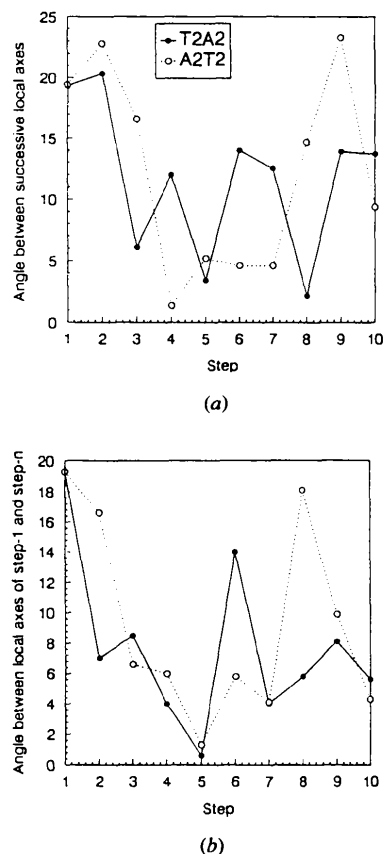 25
20
15
10
5
0
Angle between successive local axes
T2A2
A2T2
1 2 3 4 5 6 7 8 9 10
Step
(a)
20
18
16
14
12
10
8
6
4
2
0
Angle between local axes of step-1 and step-n
1 2 3 4 5 6 7 8 9 10
Step
(b)